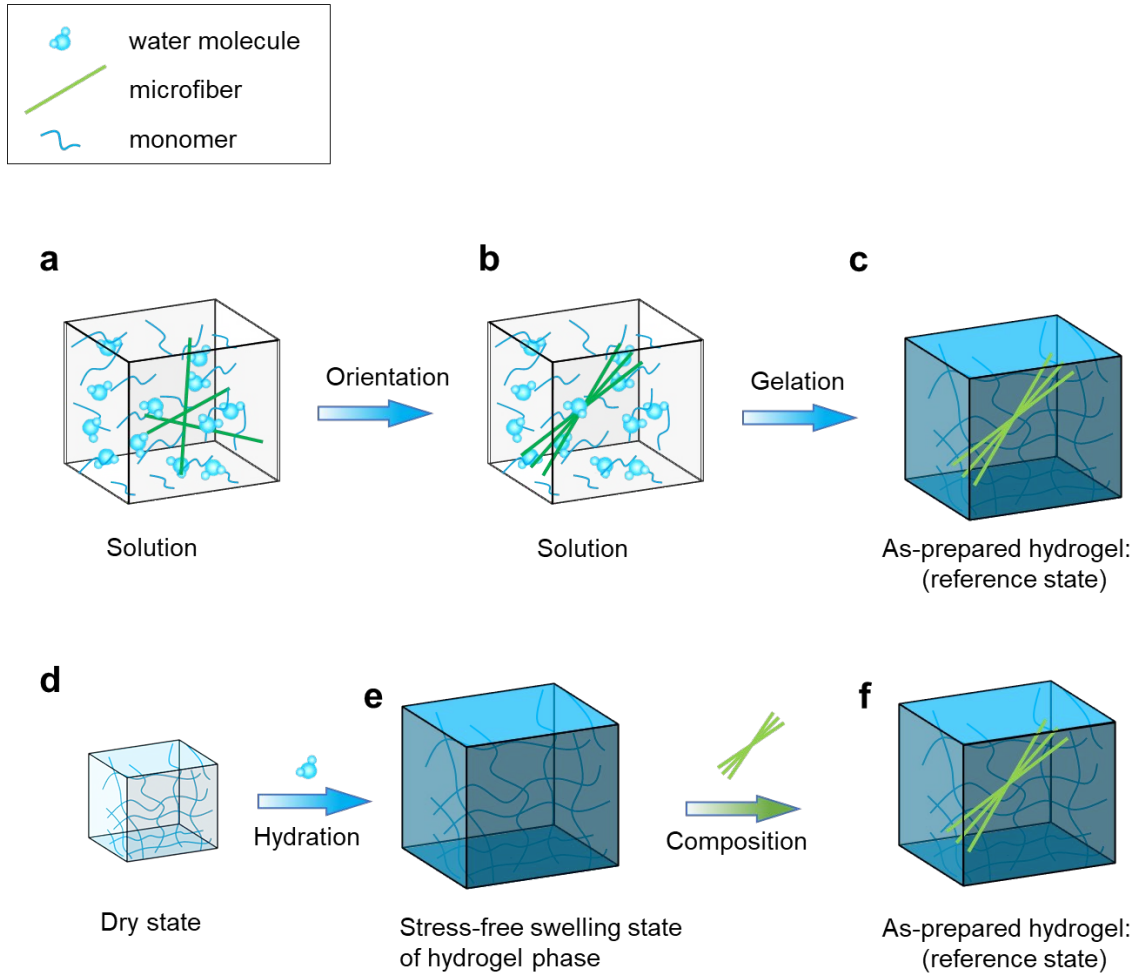 water molecule
microfiber
monomer
a
b
c
Orientation
Gelation
Solution
Solution
As-prepared hydrogel:
(reference state)
d
e
f
Hydration
Composition
Dry state
Stress-free swelling state
of hydrogel phase
As-prepared hydrogel:
(reference state)